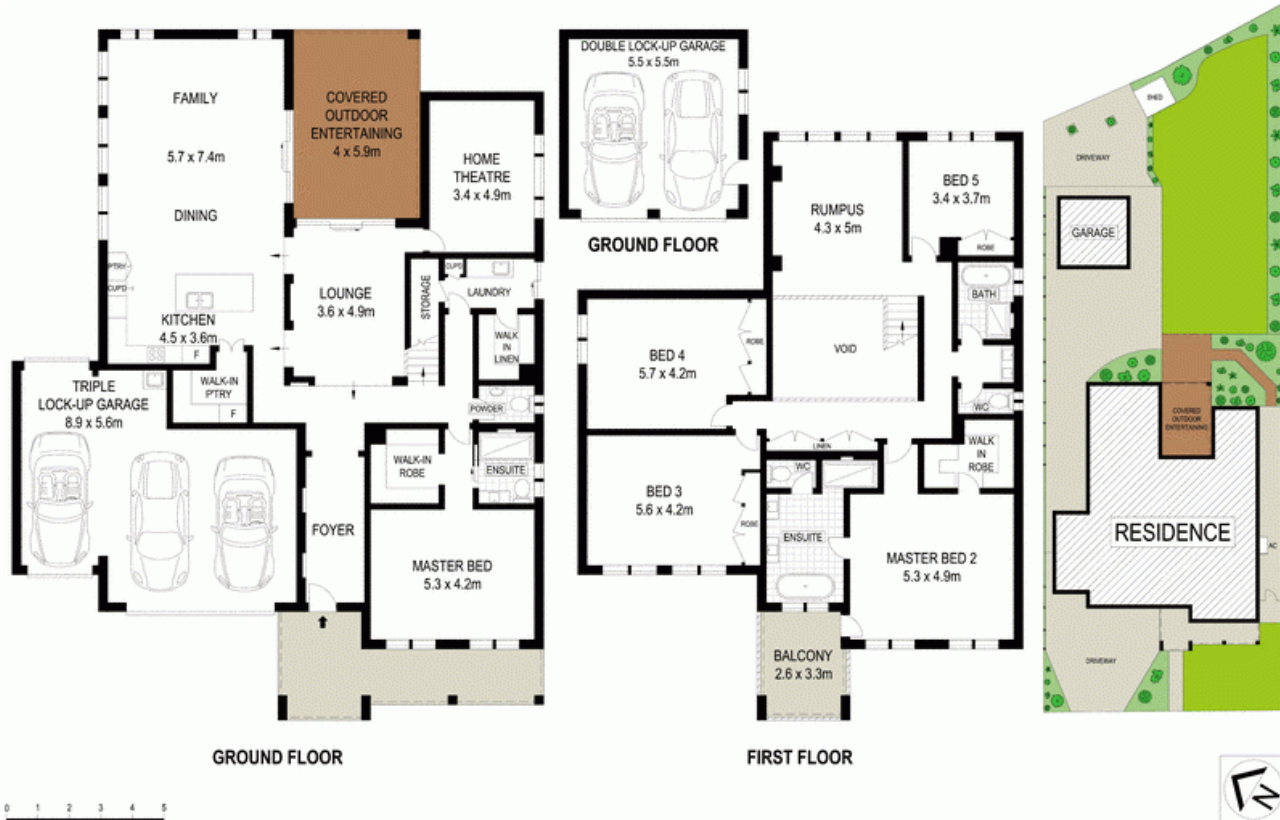 FAMILY
5.7 x 7.4m
DINING
COVERED
OUTDOOR
ENTERTAINING
4 x 5.9m
HOME
THEATRE
3.4 x 4.9m
P'TRY
CUP'D
KITCHEN
4.5 x 3.6m
F
LOUNGE
3.6 x 4.9m
STORAGE
CUP'D
LAUNDRY
WALK
IN
LINEN
TRIPLE
LOCK-UP GARAGE
8.9 x 5.6m
WALK-IN
P'TRY
F
POWDER
WALK-IN
ROBE
ENSUITE
FOYER
MASTER BED
5.3 x 4.2m
GROUND FLOOR
DOUBLE LOCK-UP GARAGE
5.5 x 5.5m
GROUND FLOOR
RUMPUS
4.3 x 5m
BED 5
3.4 x 3.7m
ROBE
BATH
BED 4
5.7 x 4.2m
ROBE
VOID
WC
LINEN
WALK
IN
ROBE
BED 3
5.6 x 4.2m
ROBE
WC
ENSUITE
MASTER BED 2
5.3 x 4.9m
BALCONY
2.6 x 3.3m
FIRST FLOOR
SHED
DRIVEWAY
GARAGE
COVERED
OUTDOOR
ENTERTAINING
RESIDENCE
AC
DRIVEWAY
N
0 1 2 3 4 5